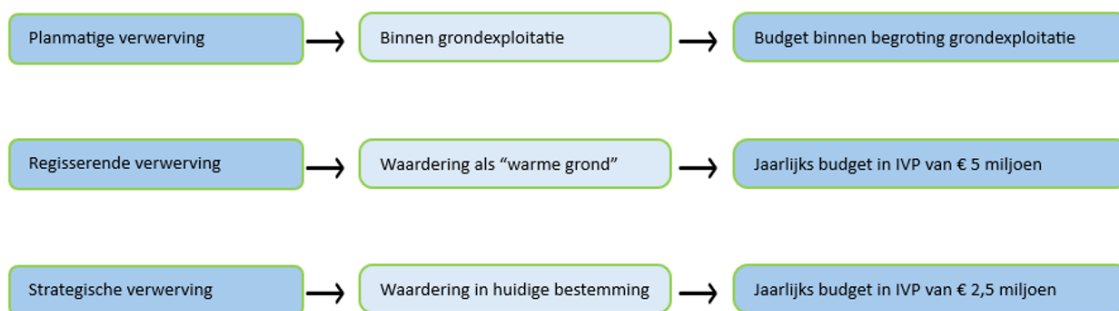 Planmatige verwerving
Binnen grondexploitatie
Budget binnen begroting grondexploitatie
Regisserende verwerving
Waardering als “warme grond”
Jaarlijks budget in IVP van € 5 miljoen
Strategische verwerving
Waardering in huidige bestemming
Jaarlijks budget in IVP van € 2,5 miljoen